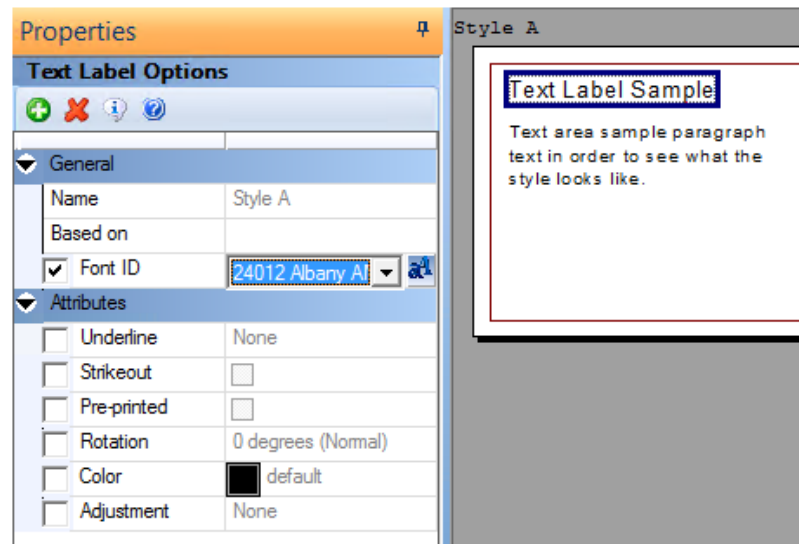 Properties
Style A
Text Label Options
General
Name Style A
Based on
Font ID 24012 Albany
Attributes
Underline None
Strikeout
Pre-printed
Rotation 0 degrees (Normal)
Color default
Adjustment None
Text Label Sample
Text area sample paragraph
text in order to see what the
style looks like.